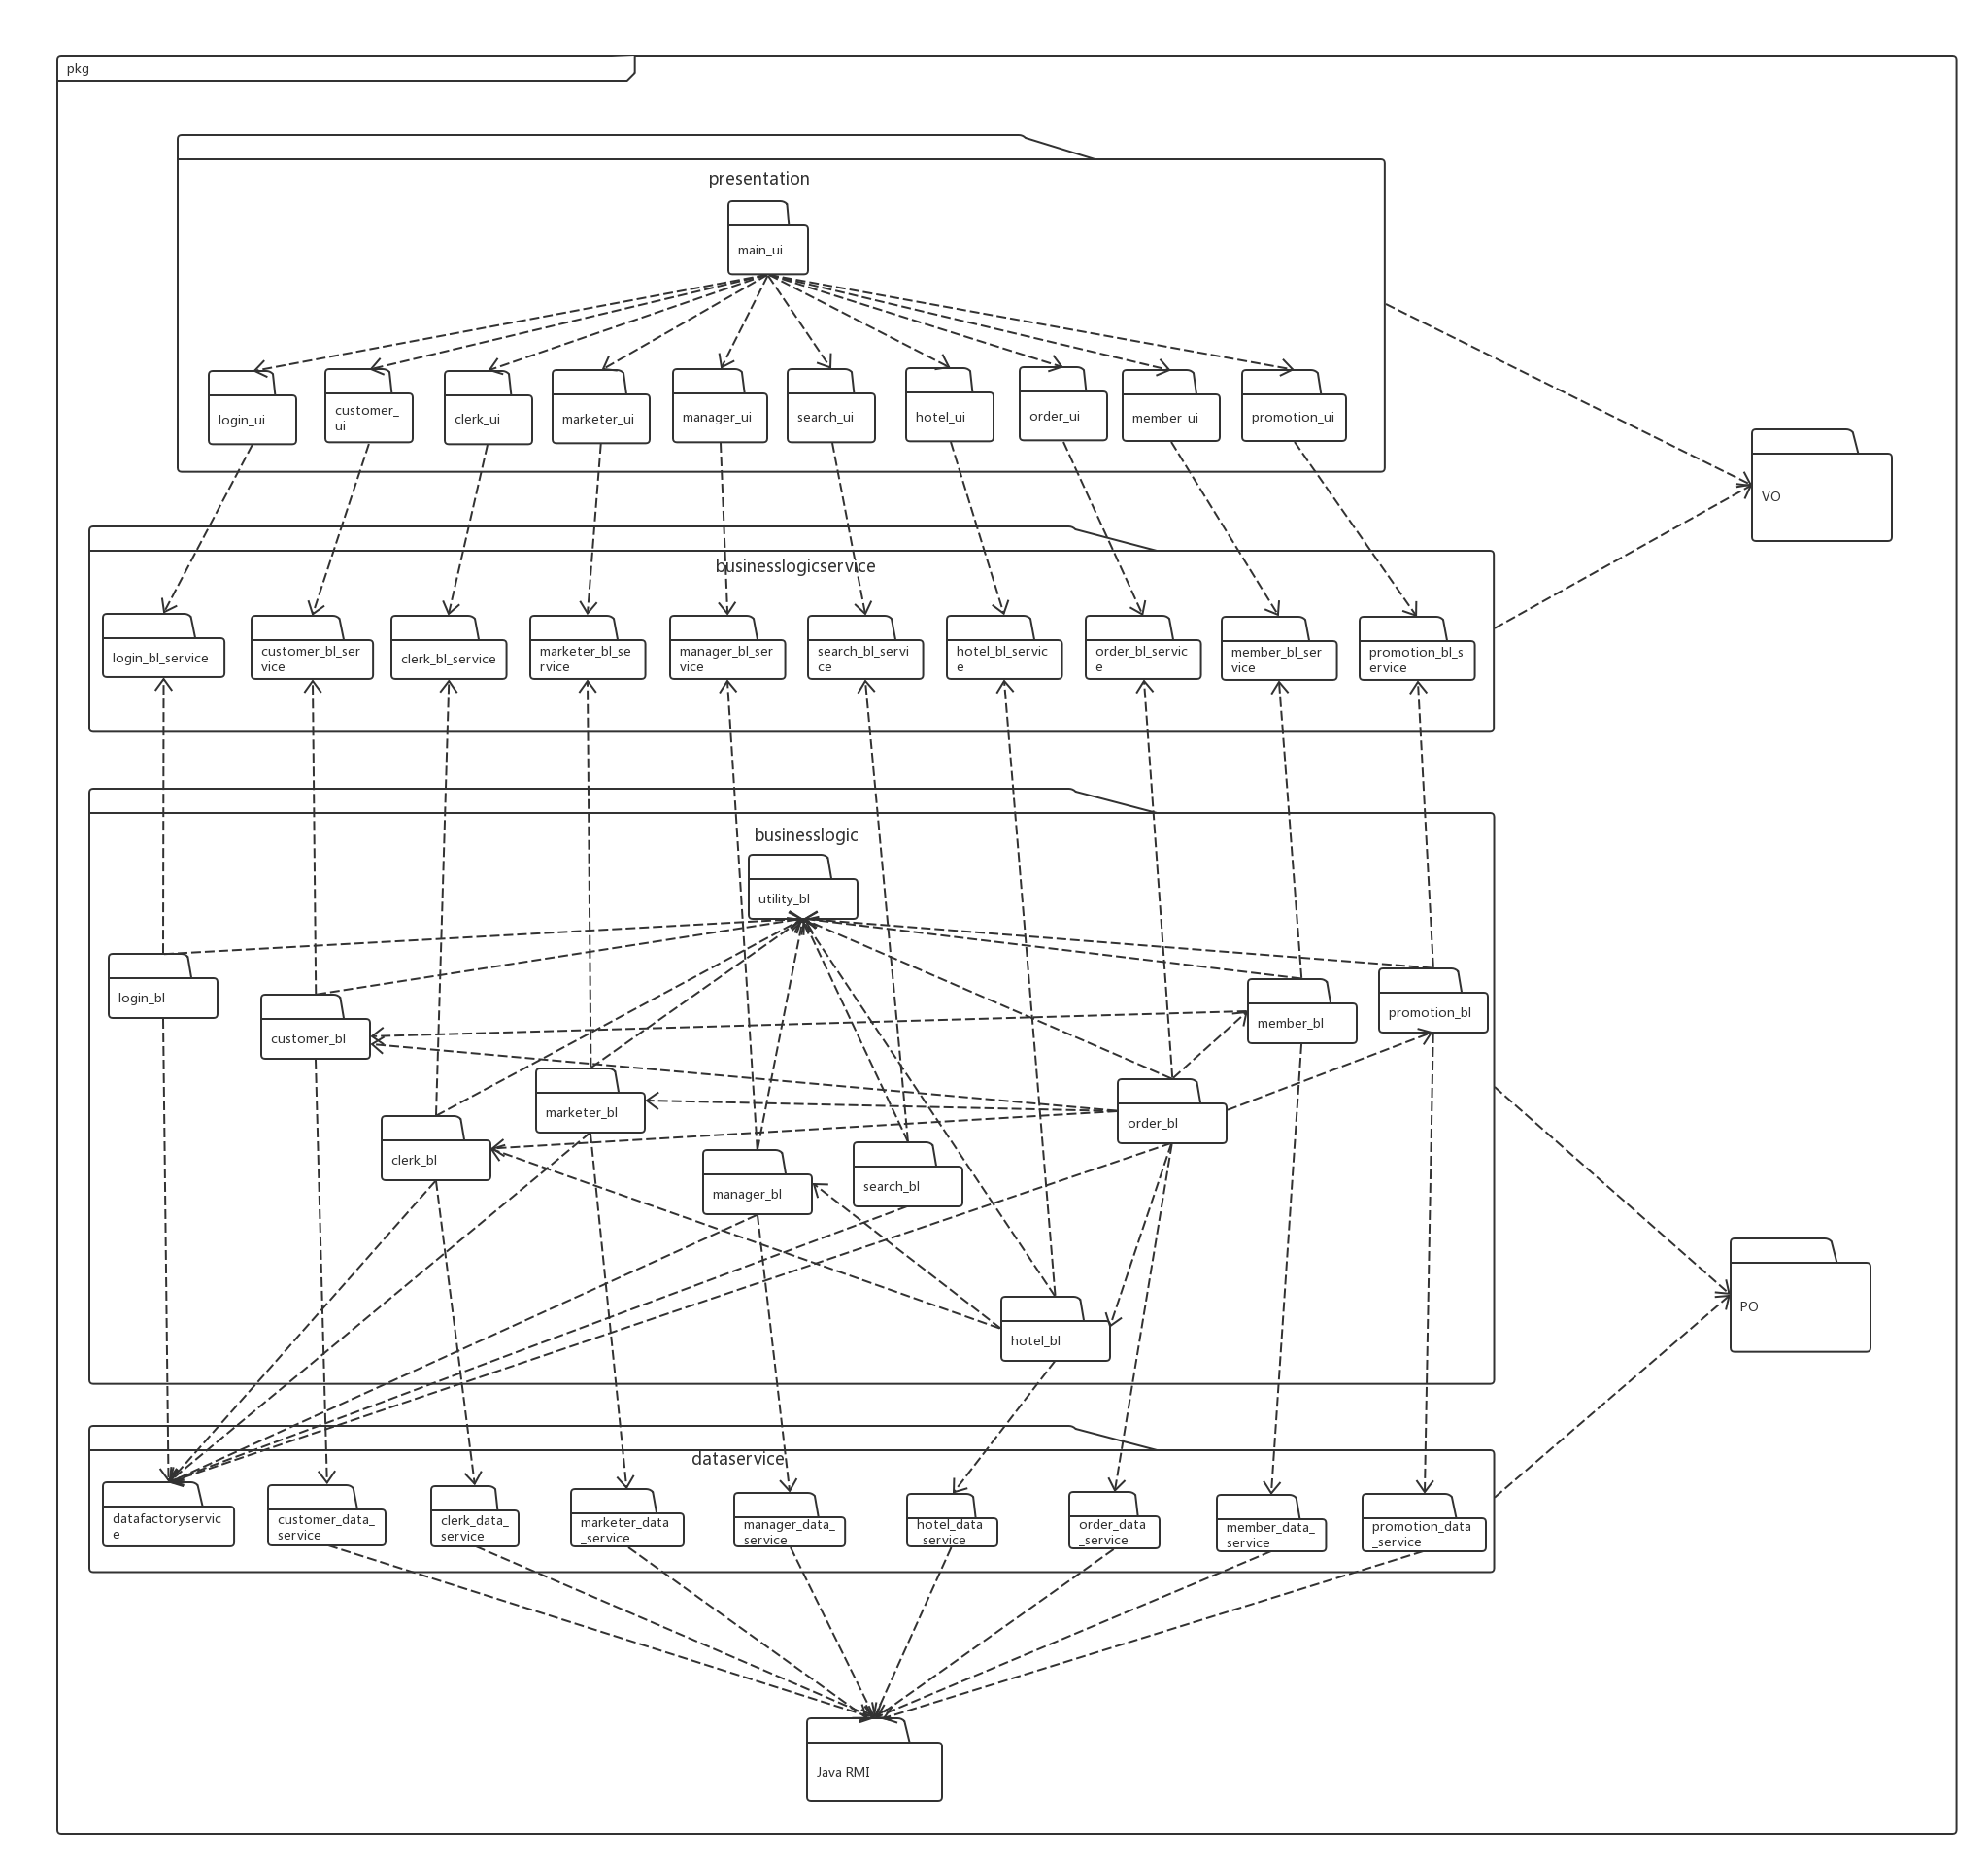 pkg
presentation
main_ui
login_ui
customer_
ui
clerk_ui
marketer_ui
manager_ui
search_ui
hotel_ui
order_ui
member_ui
promotion_ui
VO
businesslogicservice
login_bl_service
customer_bl_ser
vice
clerk_bl_service
marketer_bl_se
rvice
manager_bl_ser
vice
search_bl_servi
ce
hotel_bl_servic
e
order_bl_servic
e
member_bl_ser
vice
promotion_bl_s
ervice
businesslogic
utility_bl
login_bl
customer_bl
member_bl
promotion_bl
marketer_bl
order_bl
clerk_bl
manager_bl
search_bl
hotel_bl
PO
dataservice
datafactoryservic
e
customer_data_
service
clerk_data_
service
marketer_data
_service
manager_data_
service
hotel_data
_service
order_data
_service
member_data_
service
promotion_data
_service
Java RMI